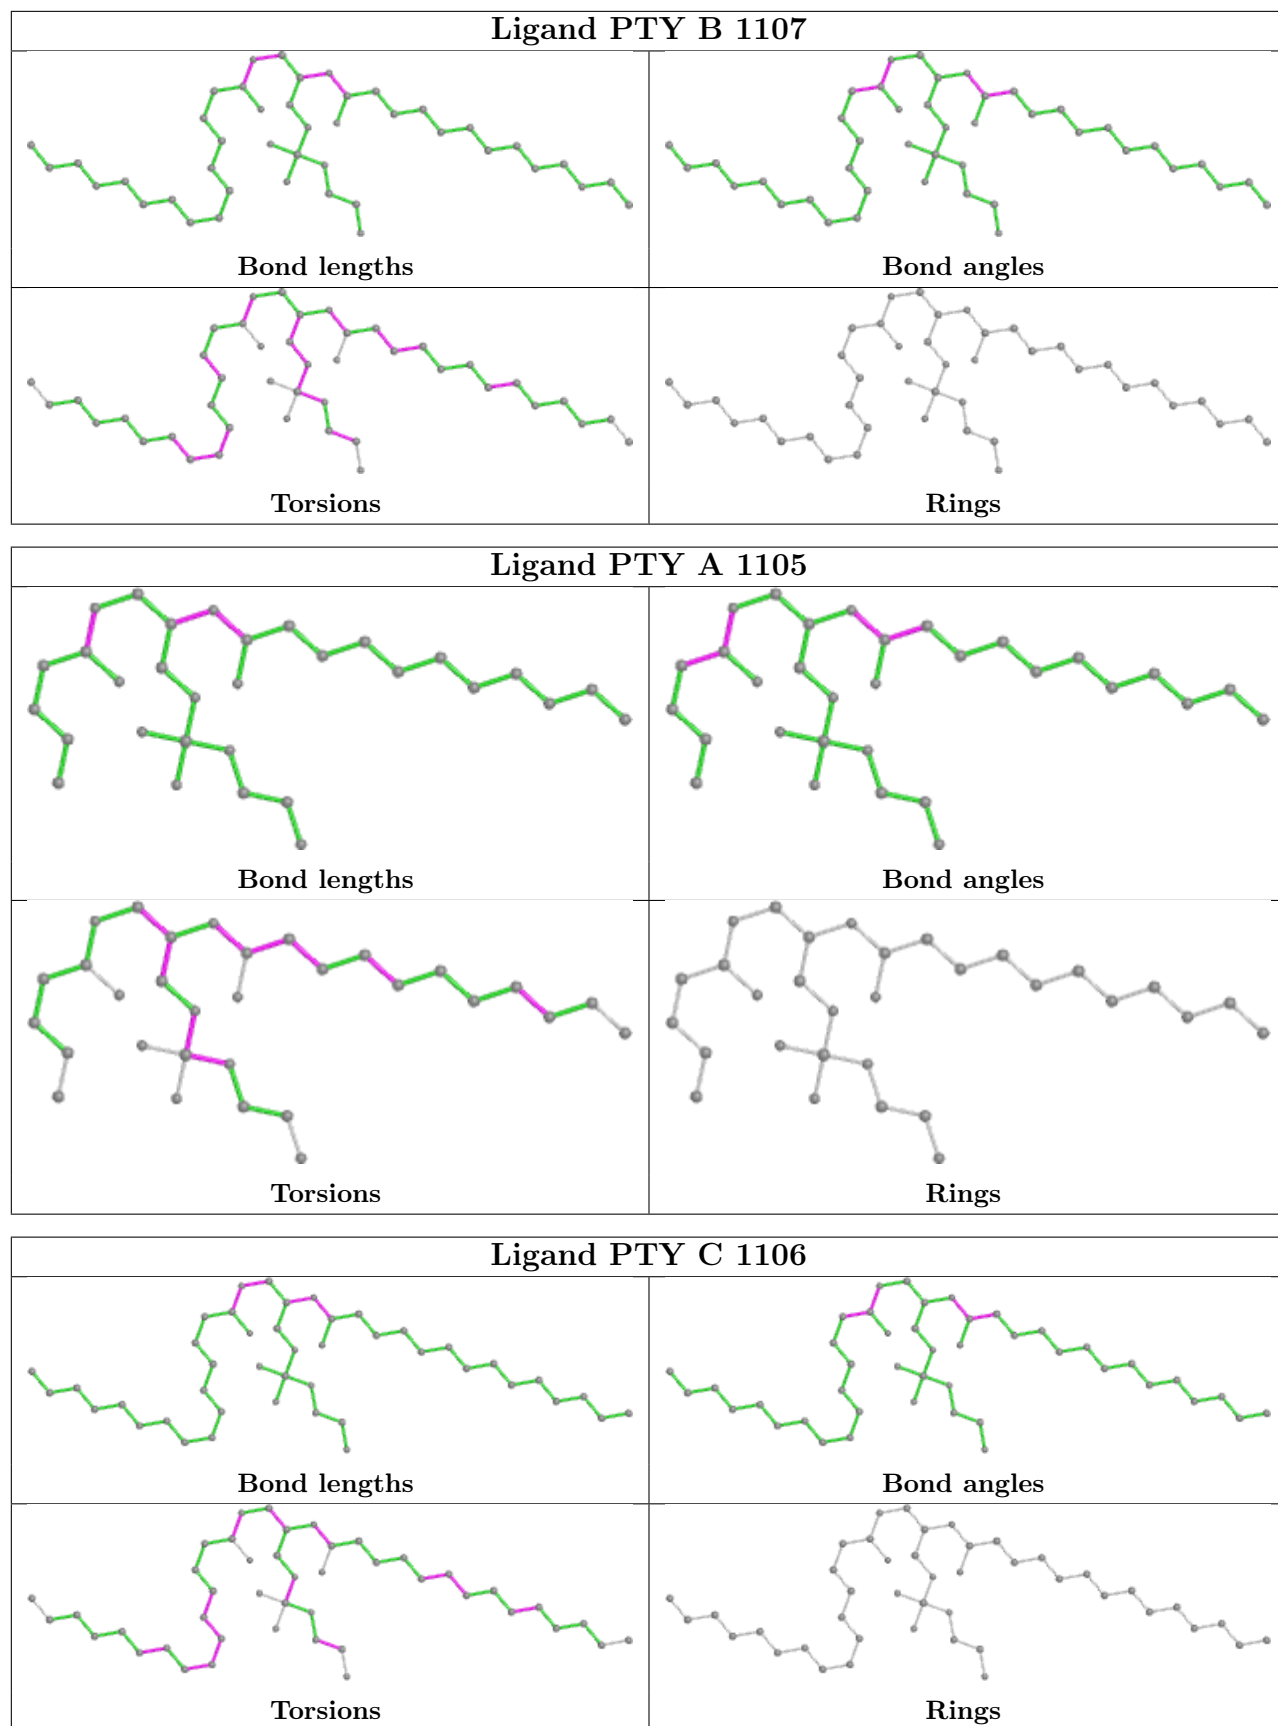 Ligand PTY B 1107
Bond lengths
Bond angles
Torsions
Rings
Ligand PTY A 1105
Bond lengths
Bond angles
Torsions
Rings
Ligand PTY C 1106
Bond lengths
Bond angles
Torsions
Rings